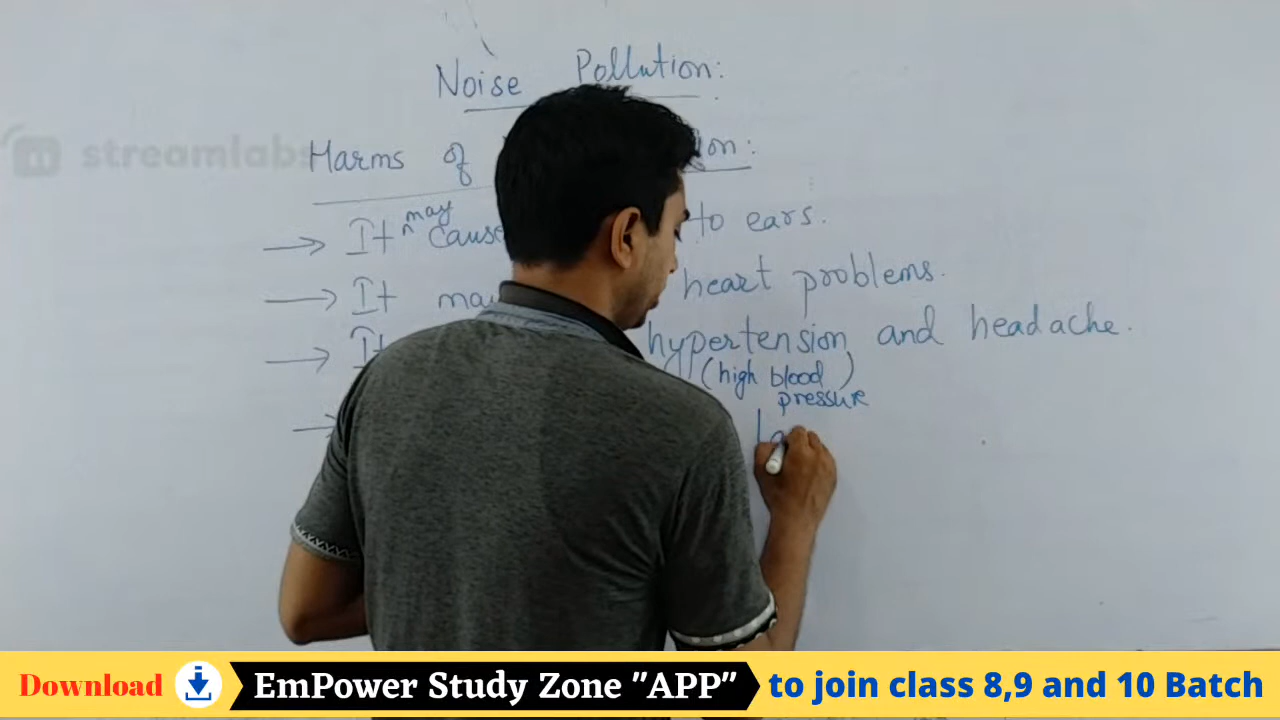 Noise Pollution:
streamlabs
Harms of on:
→ It may cause to ears.
→ It may heart problems.
→ It hypertension and headache.
(high blood pressure)
→
Download EmPower Study Zone "APP" to join class 8,9 and 10 Batch